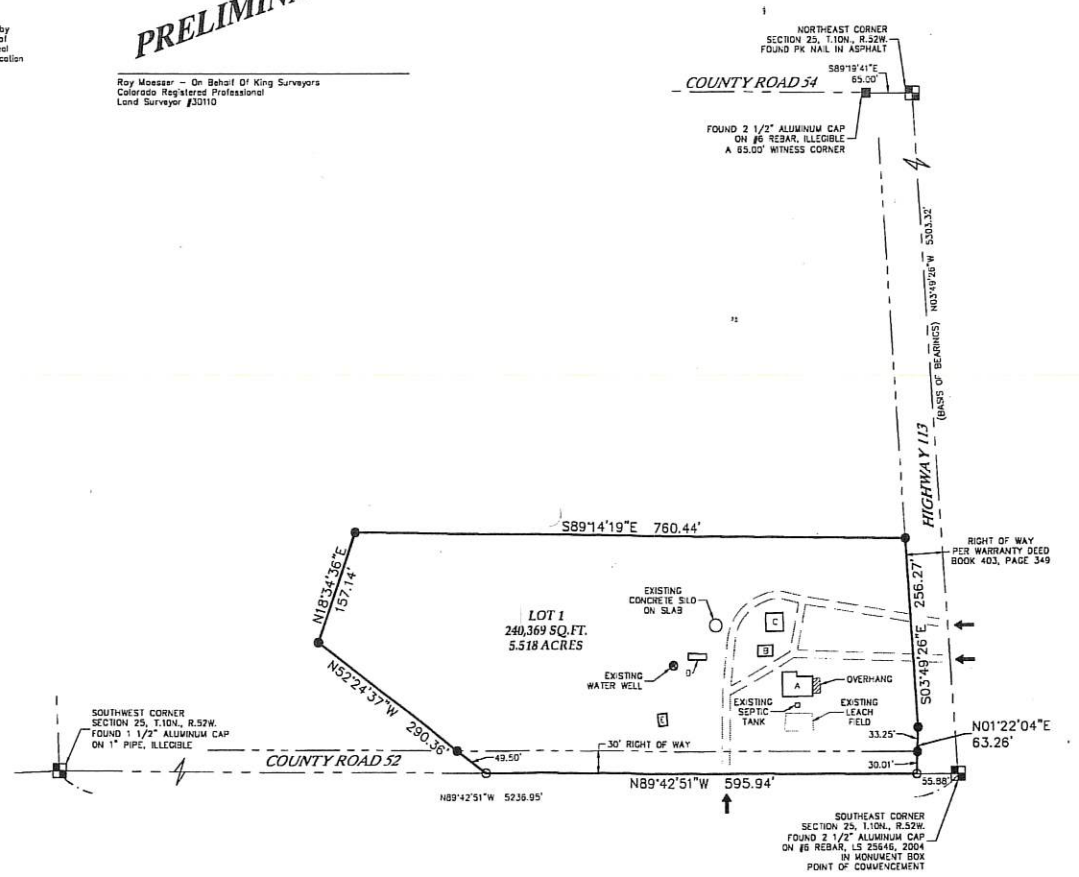 by
of
PRELIMIN
Roy Moesser - On Behalf Of King Surveyors
Colorado Registered Professional
Land Surveyor #30110
NORTHEAST CORNER
SECTION 25, T.10N., R.52W.
FOUND PK NAIL IN ASPHALT
S89°19'41"E
65.00'
COUNTY ROAD 54
FOUND 2 1/2" ALUMINUM CAP
ON #6 REBAR, ILLEGIBLE
A 65.00' WITNESS CORNER
(BASIS OF BEARINGS) N03°49'26"W 5303.32'
HIGHWAY 113
RIGHT OF WAY
PER WARRANTY DEED
BOOK 403, PAGE 349
S89°14'19"E 760.44'
N18°34'36"E
157.14'
S03°49'26"E 256.27'
LOT 1
240,369 SQ.FT.
5.518 ACRES
EXISTING
CONCRETE SILO
ON SLAB
C
B
EXISTING
WATER WELL
D
A
OVERHANG
EXISTING
SEPTIC
TANK
EXISTING
LEACH
FIELD
E
N52°24'37"W 290.36'
SOUTHWEST CORNER
SECTION 25, T.10N., R.52W.
FOUND 1 1/2" ALUMINUM CAP
ON 1" PIPE, ILLEGIBLE
33.25'
N01°22'04"E
63.26'
30' RIGHT OF WAY
COUNTY ROAD 52
49.50'
30.01'
N89°42'51"W 595.94'
55.88'
N89°42'51"W 5236.95'
SOUTHEAST CORNER
SECTION 25, T.10N., R.52W.
FOUND 2 1/2" ALUMINUM CAP
ON #6 REBAR, LS 25646, 2004
IN MONUMENT BOX
POINT OF COMMENCEMENT